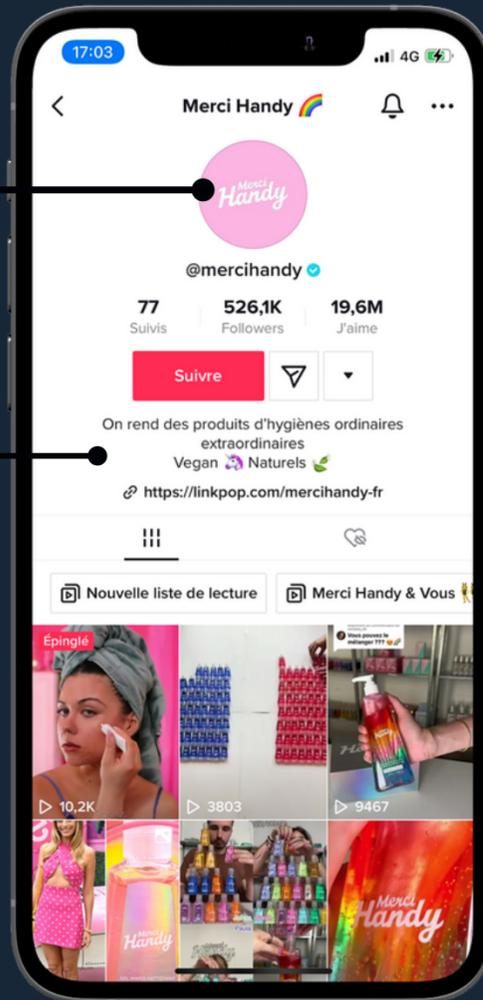 17:03
4G
Merci Handy 🌈
Merci
Handy
@mercihandy
77 526,1K 19,6M
Suivis Followers J'aime
Suivre
On rend des produits d'hygiènes ordinaires
extraordinaires
Vegan 🦄 Naturels 🌿
https://linkpop.com/mercihandy-fr
Nouvelle liste de lecture
Merci Handy & Vous
Épinglé
Vous pouvez le
mélanger ???
10,2K
3803
9467
Merci
Handy
Merci
Handy